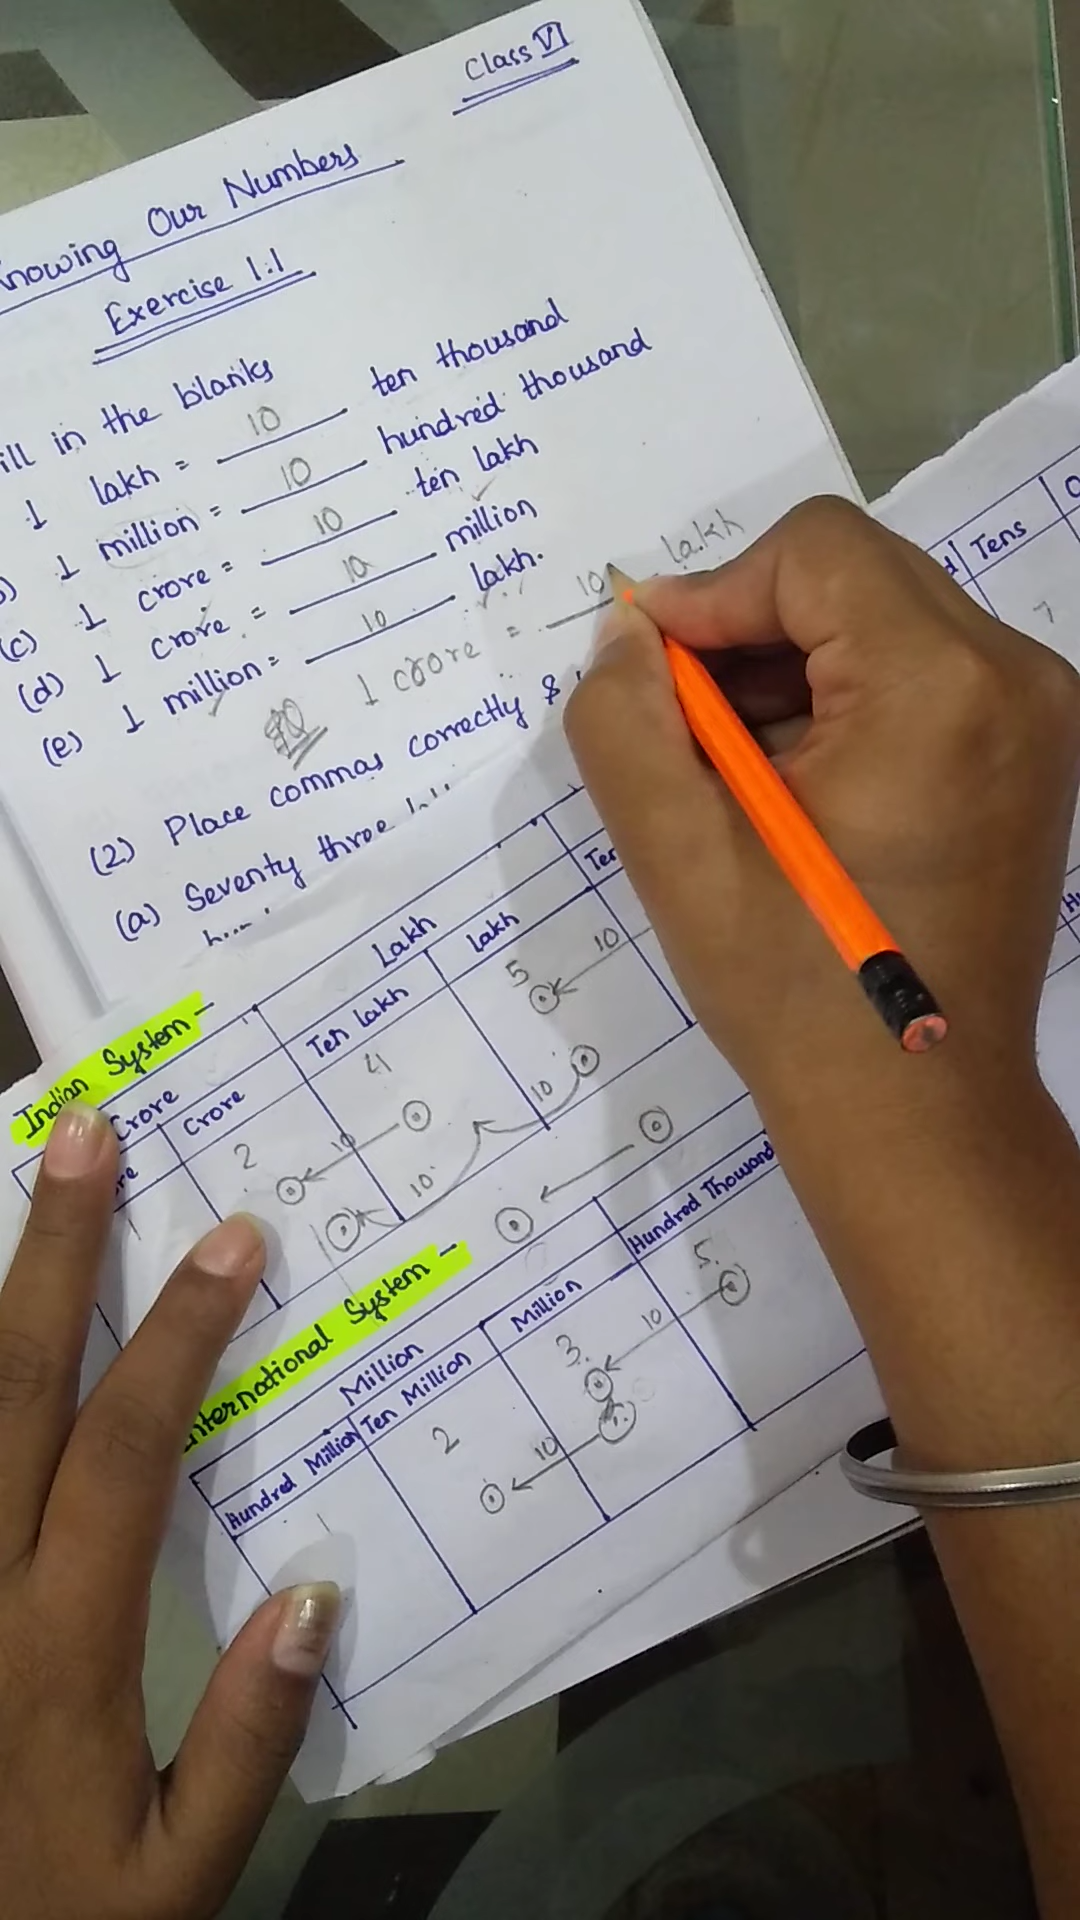 Class VI
Knowing Our Numbers
Exercise 1.1
ill in the blanks
1 lakh = 10 ten thousand
1 million = 10 hundred thousand
(c) 1 crore = 10 ten lakh
(d) 1 crore = 10 million
(e) 1 million = 10 lakh.
1 crore = 10 lakh
(2) Place commas correctly &
(a) Seventy three
Tens
7
Indian System -
Crore Lakh
Crore Ten Lakh Lakh Ten
1 2 4 5
10 10
10 10
International System -
Million
Hundred Million Ten Million Million Hundred Thousand
1 2 3. 5.
10 10